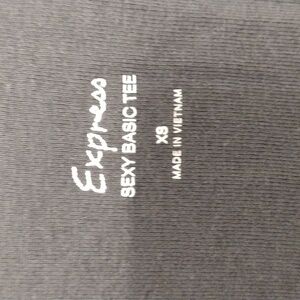 Express
SEXY BASIC TEE
XS
MADE IN VIETNAM